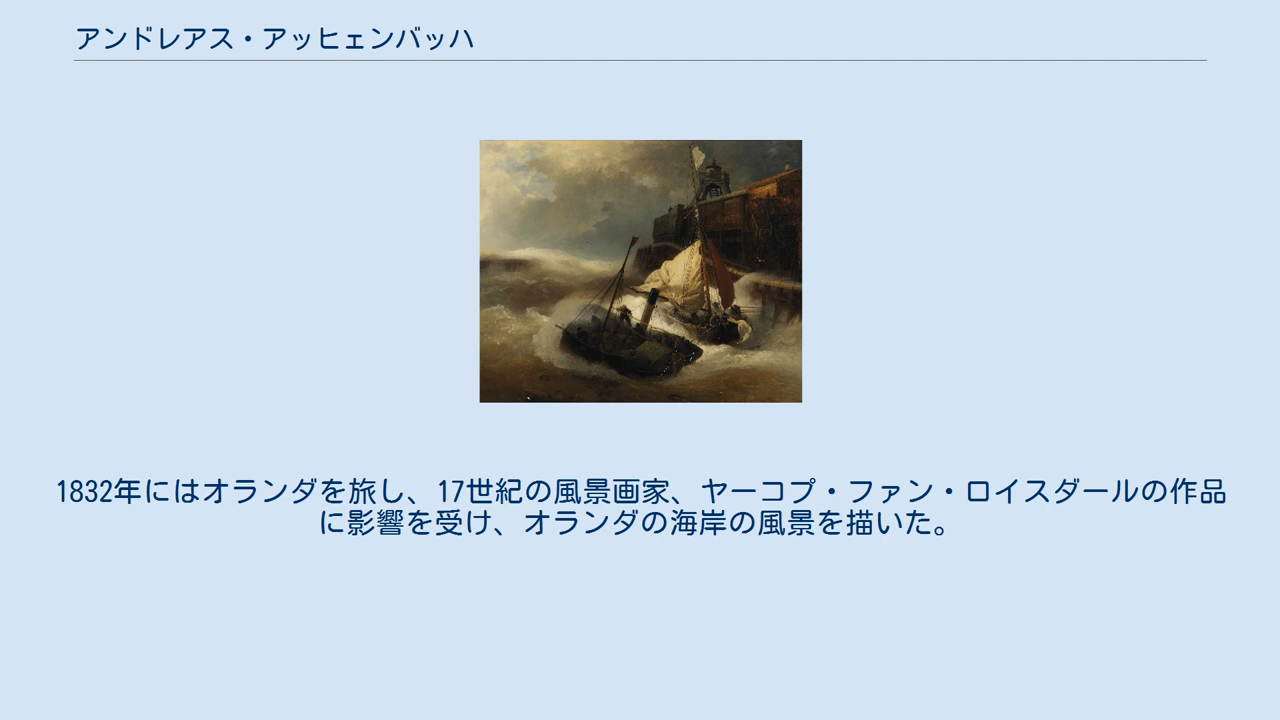 アンドレアス・アッヒェンバッハ
1832年にはオランダを旅し、17世紀の風景画家、ヤーコプ・ファン・ロイスダールの作品
に影響を受け、オランダの海岸の風景を描いた。